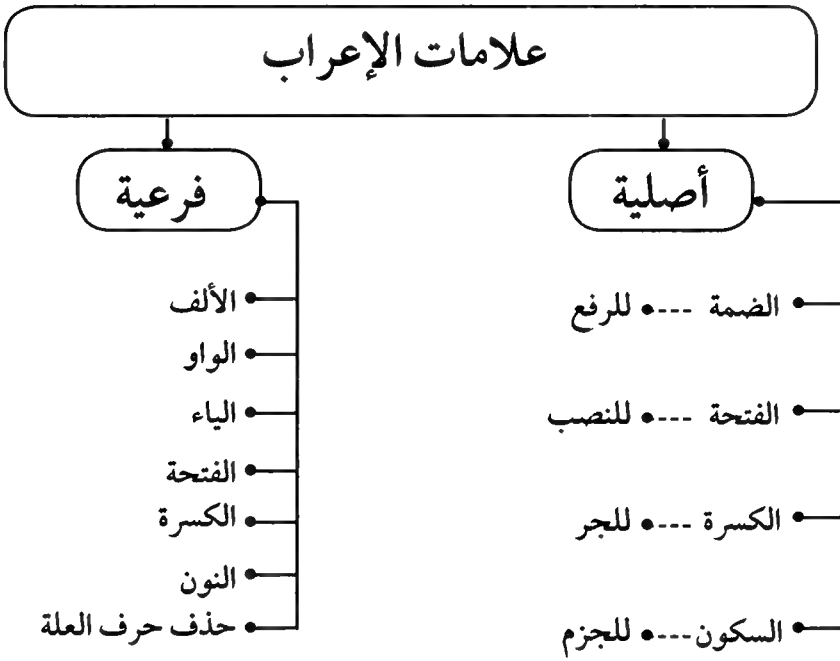 علامات الإعراب
أصلية
الضمة --- للرفع
الفتحة --- للنصب
الكسرة --- للجر
السكون --- للجزم
فرعية
الألف
الواو
الياء
الفتحة
الكسرة
النون
حذف حرف العلة